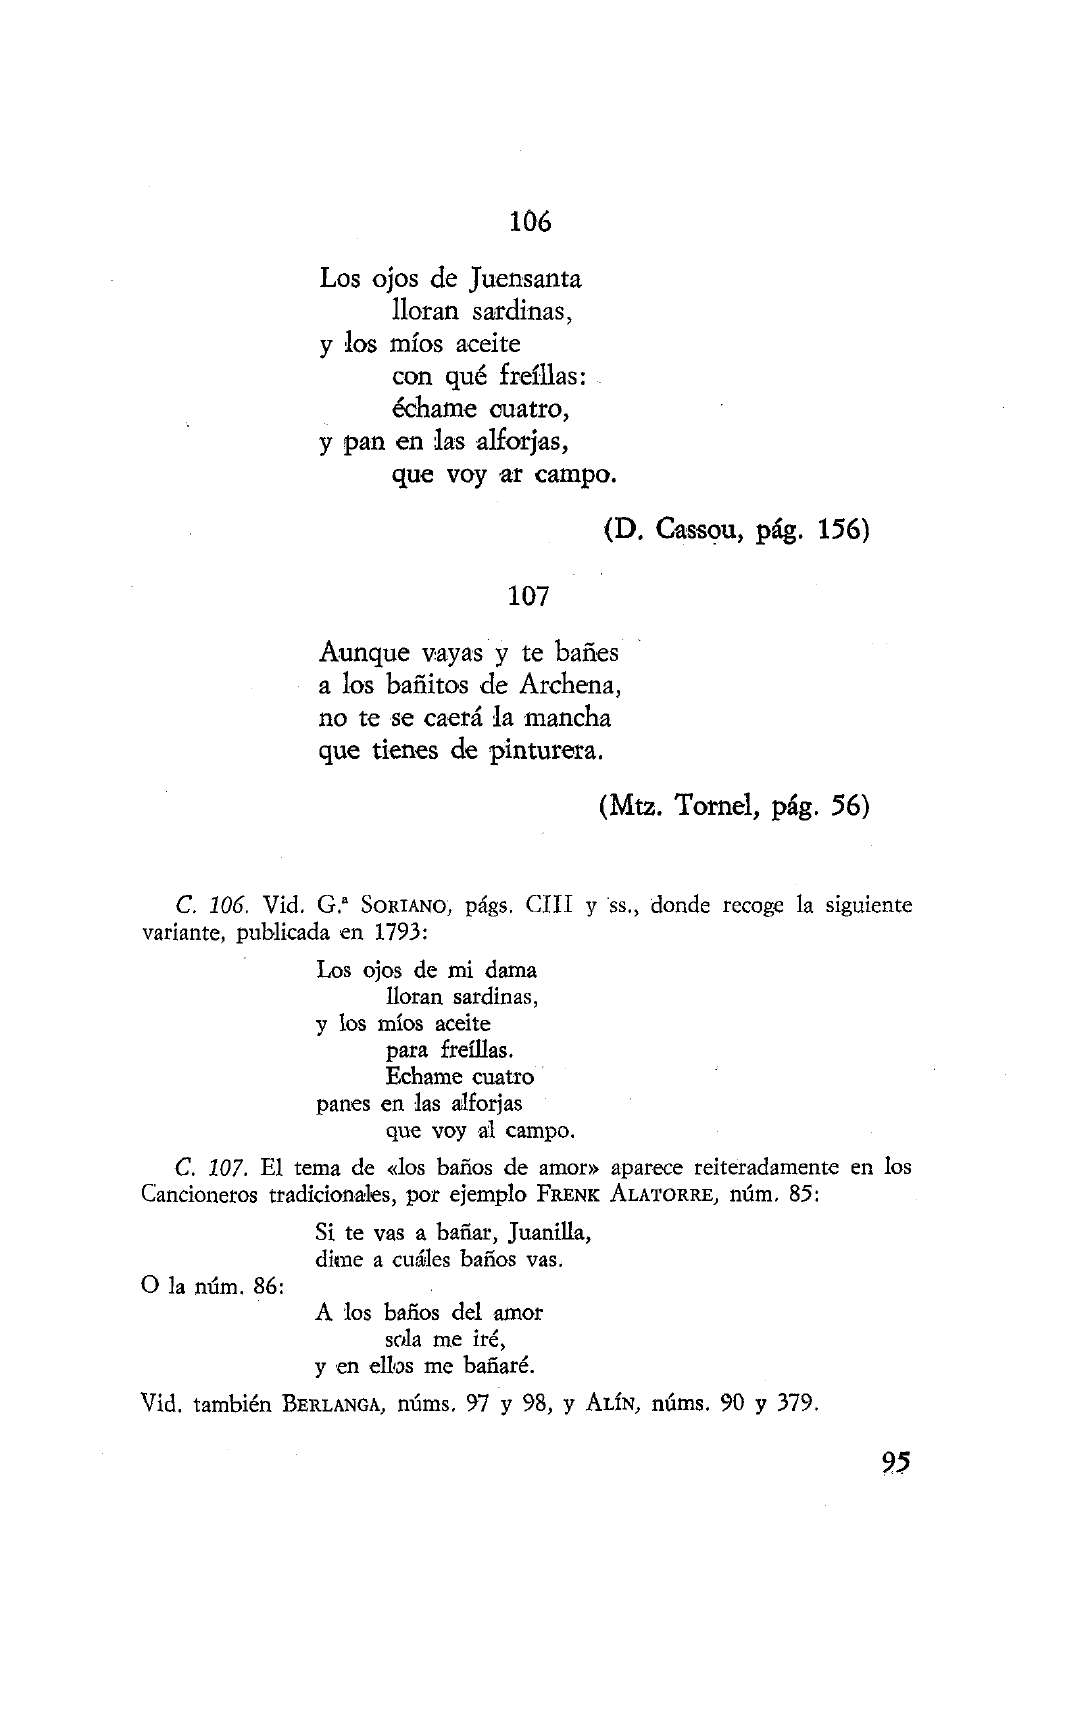 106
Los ojos de Juensanta
lloran sardinas,
y los míos aceite
con qué freíllas:
échame cuatro,
y pan en las alforjas,
que voy ar campo.
(D. Cassou, pág. 156)
107
Aunque vayas y te bañes
a los bañitos de Archena,
no te se caerá la mancha
que tienes de pinturera.
(Mtz. Tornel, pág. 56)
C. 106. Vid. G.ª SORIANO, págs. CIII y ss., donde recoge la siguiente
variante, publicada en 1793:
Los ojos de mi dama
lloran sardinas,
y los míos aceite
para freíllas.
Echame cuatro
panes en las alforjas
que voy al campo.
C. 107. El tema de «los baños de amor» aparece reiteradamente en los
Cancioneros tradicionales, por ejemplo FRENK ALATORRE, núm. 85:
Si te vas a bañar, Juanilla,
dime a cuáles baños vas.
O la núm. 86:
A los baños del amor
sola me iré,
y en ellos me bañaré.
Vid. también BERLANGA, núms. 97 y 98, y ALÍN, núms. 90 y 379.
95